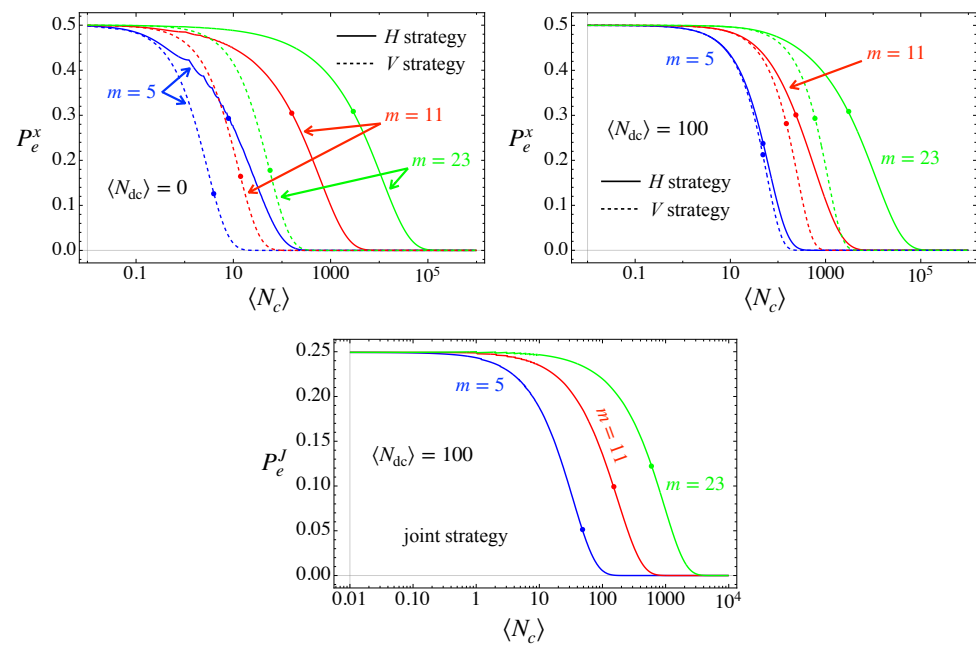 0.5
0.4
0.3
0.2
0.1
0.0
P_e^x
H strategy
V strategy
m = 5
m = 11
m = 23
⟨N_dc⟩ = 0
0.1
10
1000
10^5
⟨N_c⟩
0.5
0.4
0.3
0.2
0.1
0.0
P_e^x
m = 5
m = 11
⟨N_dc⟩ = 100
m = 23
H strategy
V strategy
0.1
10
1000
10^5
⟨N_c⟩
0.25
0.20
0.15
0.10
0.05
0.00
P_e^J
m = 5
m = 11
⟨N_dc⟩ = 100
m = 23
joint strategy
0.01
0.10
1
10
100
1000
10^4
⟨N_c⟩